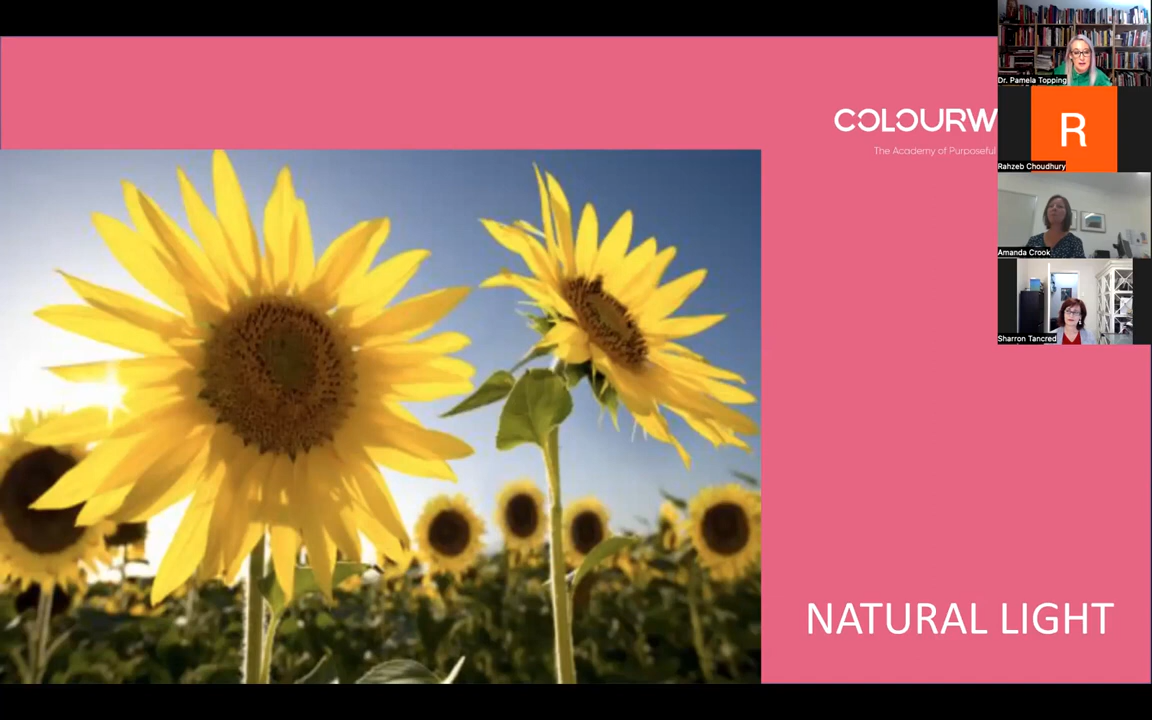 COLOURW
The Academy of Purposeful
NATURAL LIGHT
Dr. Pamela Topping
R
Rahzeb Choudhury
Amanda Crook
Sharron Tancred